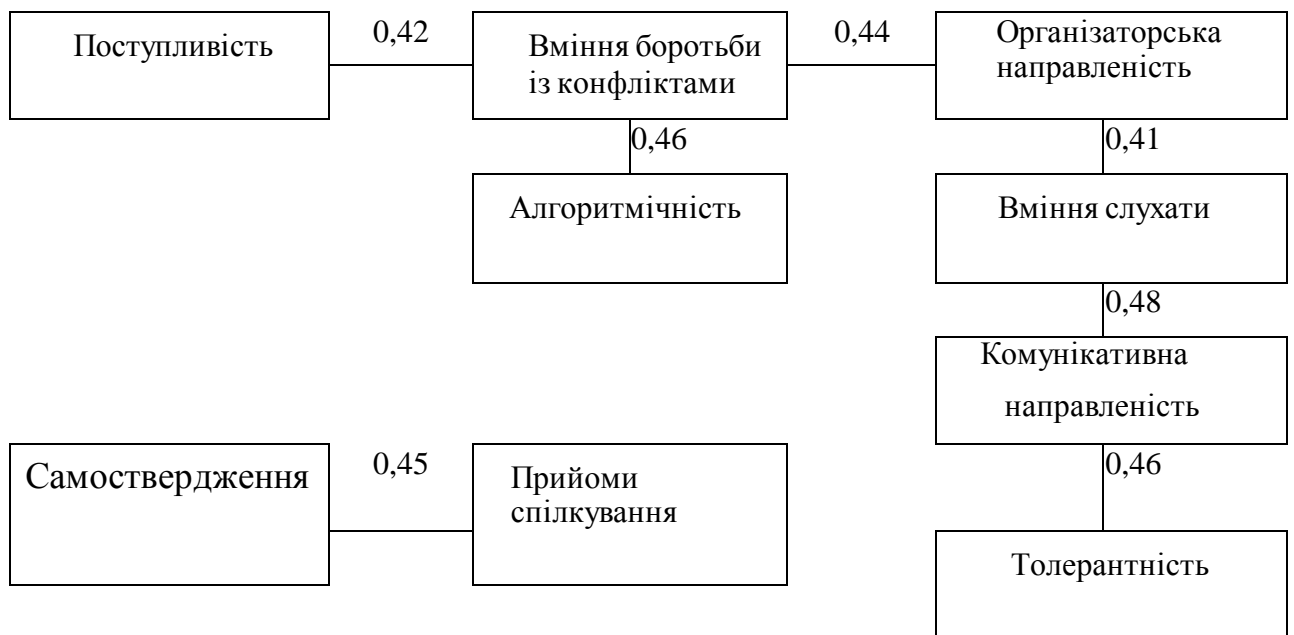 Поступливість
0,42
Вміння боротьби
із конфліктами
0,44
Організаторська
направленість
0,46
0,41
Алгоритмічність
Вміння слухати
0,48
Комунікативна
направленість
Самоствердження
0,45
Прийоми
спілкування
0,46
Толерантність